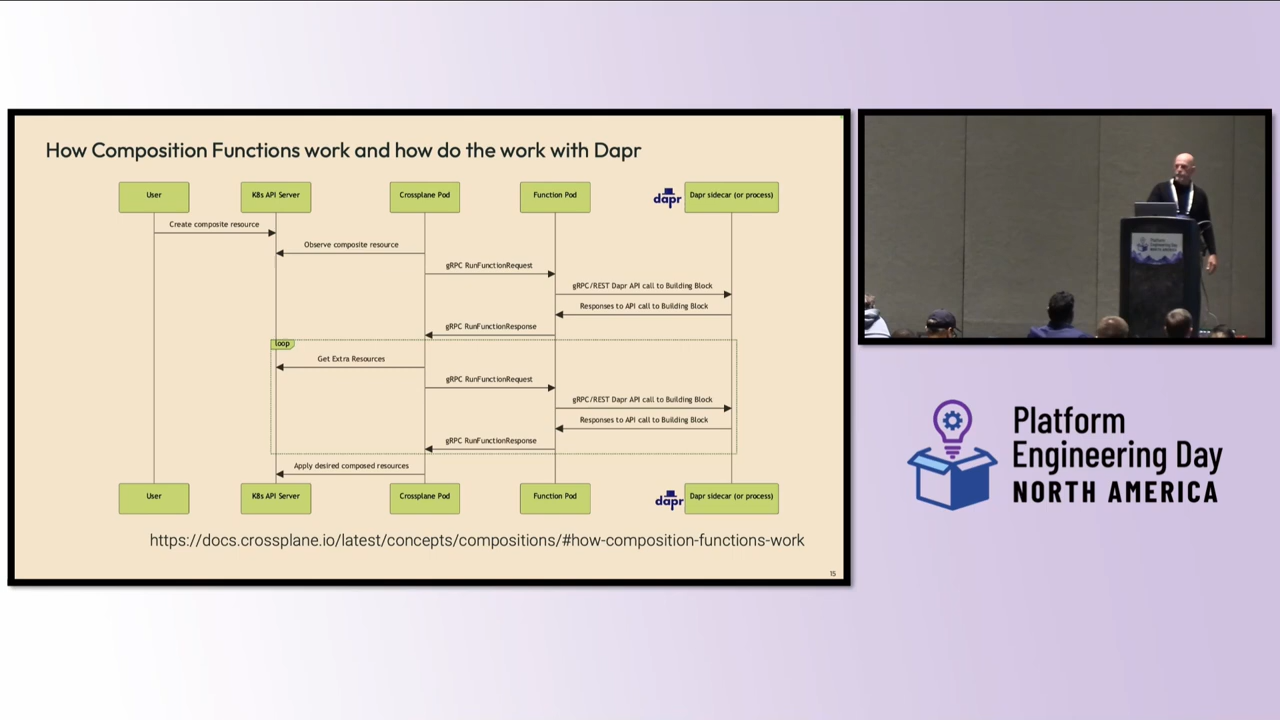 How Composition Functions work and how do the work with Dapr
User
K8s API Server
Crossplane Pod
Function Pod
dapr
Dapr sidecar (or process)
Create composite resource
Observe composite resource
gRPC RunFunctionRequest
gRPC/REST Dapr API call to Building Block
Responses to API call to Building Block
gRPC RunFunctionResponse
loop
Get Extra Resources
gRPC RunFunctionRequest
gRPC/REST Dapr API call to Building Block
Responses to API call to Building Block
gRPC RunFunctionResponse
Apply desired composed resources
User
K8s API Server
Crossplane Pod
Function Pod
dapr
Dapr sidecar (or process)
https://docs.crossplane.io/latest/concepts/compositions/#how-composition-functions-work
15
Platform
Engineering Day
NORTH AMERICA
Platform
Engineering Day
NORTH AMERICA